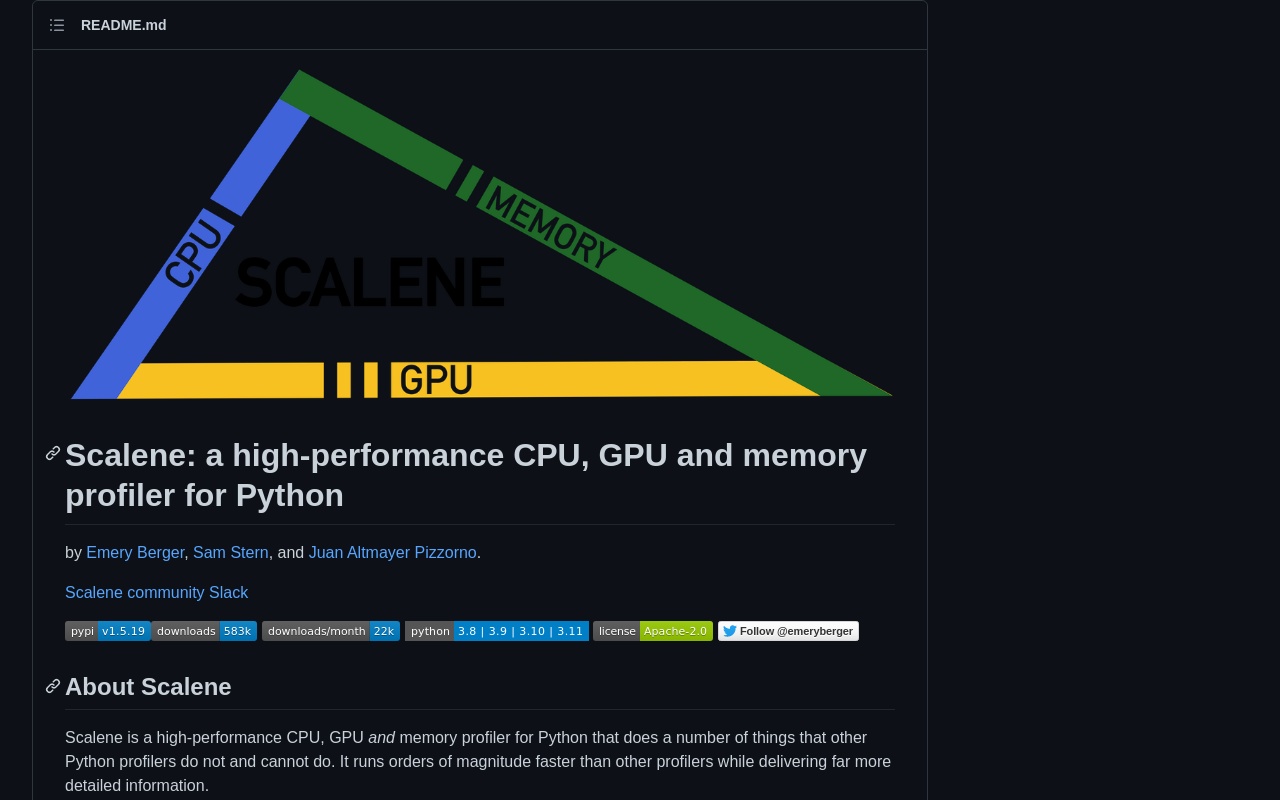 README.md
CPU
MEMORY
SCALENE
GPU
Scalene: a high-performance CPU, GPU and memory
profiler for Python
by Emery Berger, Sam Stern, and Juan Altmayer Pizzorno.
Scalene community Slack
pypi v1.5.19 downloads 583k downloads/month 22k python 3.8 | 3.9 | 3.10 | 3.11 license Apache-2.0 Follow @emeryberger
About Scalene
Scalene is a high-performance CPU, GPU and memory profiler for Python that does a number of things that other
Python profilers do not and cannot do. It runs orders of magnitude faster than other profilers while delivering far more
detailed information.